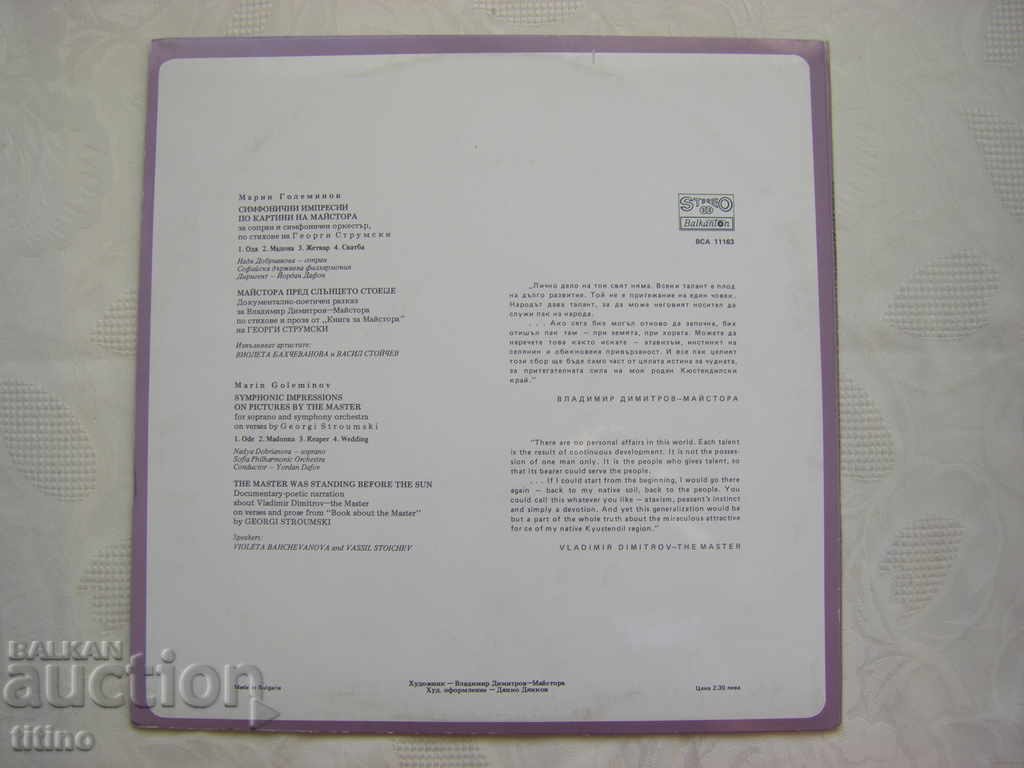 Марин Големинов
СИМФОНИЧНИ ИМПРЕСИИ
ПО КАРТИНИ НА МАЙСТОРА
за сопран и симфоничен оркестър,
по стихове на Георги Струмски
1. Ода 2. Мадона 3. Жетвар 4. Сватба
Надя Добрианова – сопран
Софийска държавна филхармония
Диригент – Йордан Дафов
МАЙСТОРА ПРЕД СЛЪНЦЕТО СТОЕШЕ
Документално-поетичен разказ
за Владимир Димитров–Майстора
по стихове и проза от „Книга за Майстора"
на ГЕОРГИ СТРУМСКИ
Изпълняват артистите:
ВИОЛЕТА БАХЧЕВАНОВА и ВАСИЛ СТОЙЧЕВ
Marin Goleminov
SYMPHONIC IMPRESSIONS
ON PICTURES BY THE MASTER
for soprano and symphony orchestra
on verses by Georgi Stroumski
1. Ode 2. Madonna 3. Reaper 4. Wedding
Nadya Dobrianova – soprano
Sofia Philharmonic Orchestra
Conductor – Yordan Dafov
THE MASTER WAS STANDING BEFORE THE SUN
Documentary-poetic narration
about Vladimir Dimitrov—the Master
on verses and prose from "Book about the Master"
by GEORGI STROUMSKI
Speakers:
VIOLETA BAHCHEVANOVA and VASSIL STOICHEV
STEREO
33
Balkanton
ВСА 11163
„Лично дело на тоя свят няма. Всеки талант е плод
на дълго развитие. Той не е притежание на един човек.
Народът дава талант, за да може неговият носител да
служи пак на народа.
. . . Ако сега бих могъл отново да започна, бих
отишъл пак там – при земята, при хората. Можете да
наречете това както искате – атавизъм, инстинкт на
селянин и обикновена привързаност. И все пак целият
този сбор ще бъде само част от цялата истина за чудната,
за притегателната сила на моя роден Кюстендилски
край."
ВЛАДИМИР ДИМИТРОВ–МАЙСТОРА
"There are no personal affairs in this world. Each talent
is the result of continuous development. It is not the posses-
sion of one man only. It is the people who gives talent, so
that its bearer could serve the people.
. . . If I could start from the beginning, I would go there
again – back to my native soil, back to the people. You
could call this whatever you like – ataxism, peasant's instinct
and simply a devotion. And yet this generalization would be
but a part of the whole truth about the miraculous attractive
for ce of my native Kyustendil region."
VLADIMIR DIMITROV–THE MASTER
Made in Bulgaria
Художник – Владимир Димитров–Майстора
Худ. оформление – Данко Дянков
Цена 2.30 лева
BALKAN
auction
titino